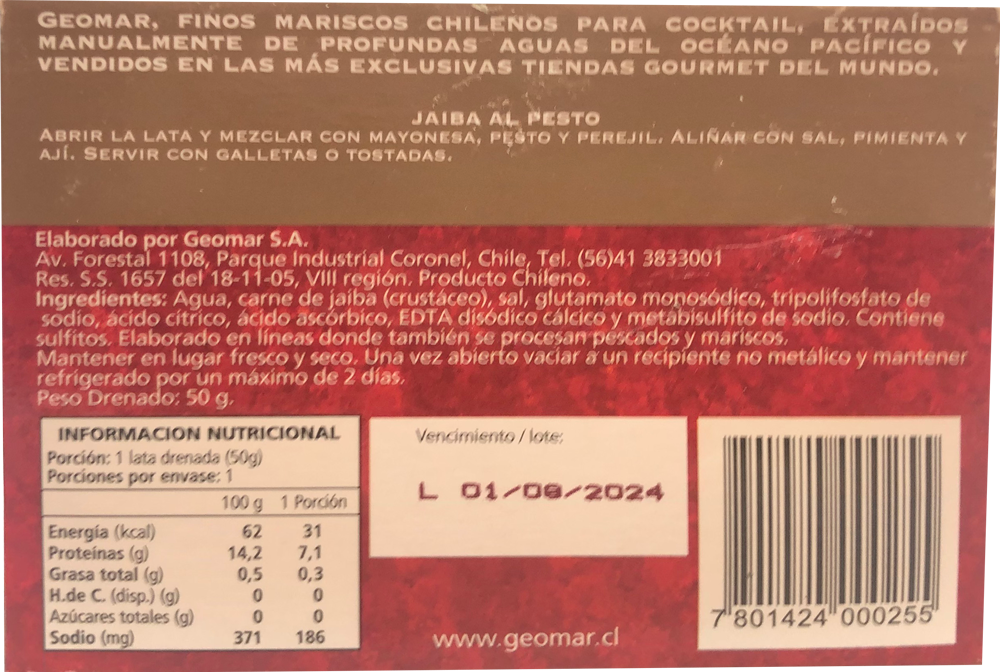 GEOMAR, FINOS MARISCOS CHILENOS PARA COCKTAIL, EXTRAÍDOS
MANUALMENTE DE PROFUNDAS AGUAS DEL OCÉANO PACÍFICO Y
VENDIDOS EN LAS MÁS EXCLUSIVAS TIENDAS GOURMET DEL MUNDO.
JAIBA AL PESTO
ABRIR LA LATA Y MEZCLAR CON MAYONESA, PESTO Y PEREJIL. ALIÑAR CON SAL, PIMIENTA Y
AJÍ. SERVIR CON GALLETAS O TOSTADAS.
Elaborado por Geomar S.A.
Av. Forestal 1108, Parque Industrial Coronel, Chile, Tel. (56)41 3833001
Res. S.S. 1657 del 18-11-05, VIII región. Producto Chileno.
Ingredientes: Agua, carne de jaiba (crustáceo), sal, glutamato monosódico, tripolifosfato de
sodio, ácido cítrico, ácido ascórbico, EDTA disódico cálcico y metabisulfito de sodio. Contiene
sulfitos. Elaborado en líneas donde también se procesan pescados y mariscos.
Mantener en lugar fresco y seco. Una vez abierto vaciar a un recipiente no metálico y mantener
refrigerado por un máximo de 2 días.
Peso Drenado: 50 g.
INFORMACION NUTRICIONAL
Porción: 1 lata drenada (50g)
Porciones por envase: 1
100 g 1 Porción
Energía (kcal) 62 31
Proteínas (g) 14,2 7,1
Grasa total (g) 0,5 0,3
H.de C. (disp.) (g) 0 0
Azúcares totales (g) 0 0
Sodio (mg) 371 186
Vencimiento / lote:
L 01/08/2024
www.geomar.cl
7 801424 000255